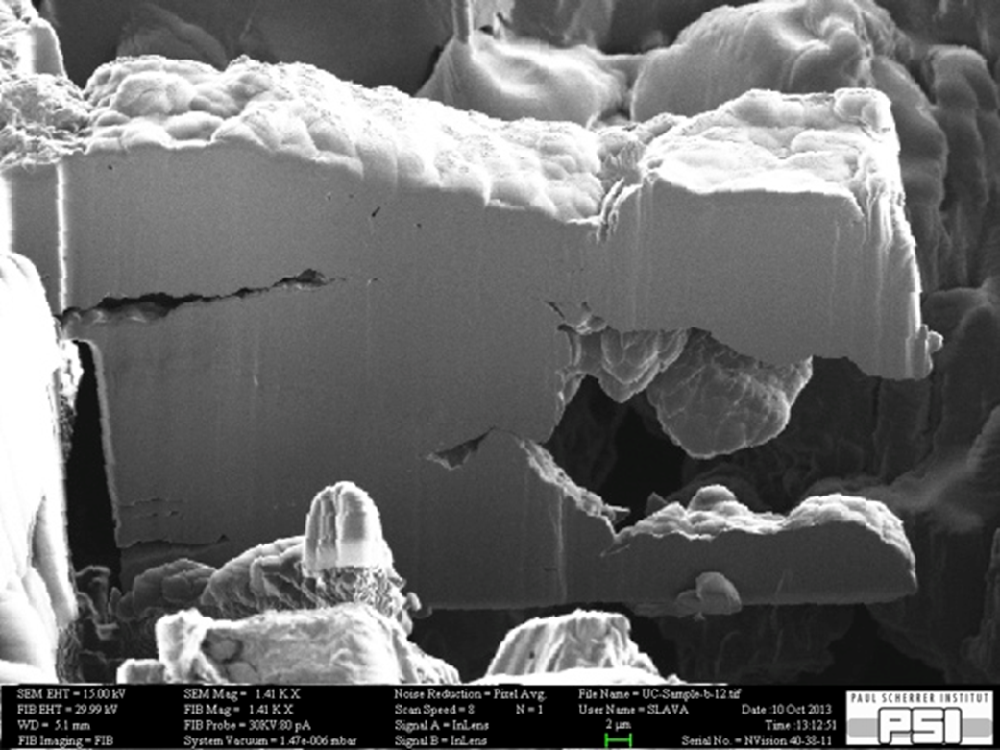 SEM EHT = 15.00 kV SEM Mag = 1.41 K X Noise Reduction = Pixel Avg. File Name = UC-Sample-b-12.tif
FIB EHT = 29.99 kV FIB Mag = 1.41 K X Scan Speed = 8 N = 1 User Name = SLAVA Date :10 Oct 2013
WD = 5.1 mm FIB Probe = 30KV:80 pA Signal A = InLens 2 µm Time :13:12:51
FIB Imaging = FIB System Vacuum = 1.47e-006 mbar Signal B = InLens Serial No. = NVision 40-38-11
PAUL SCHERRER INSTITUT
PSI